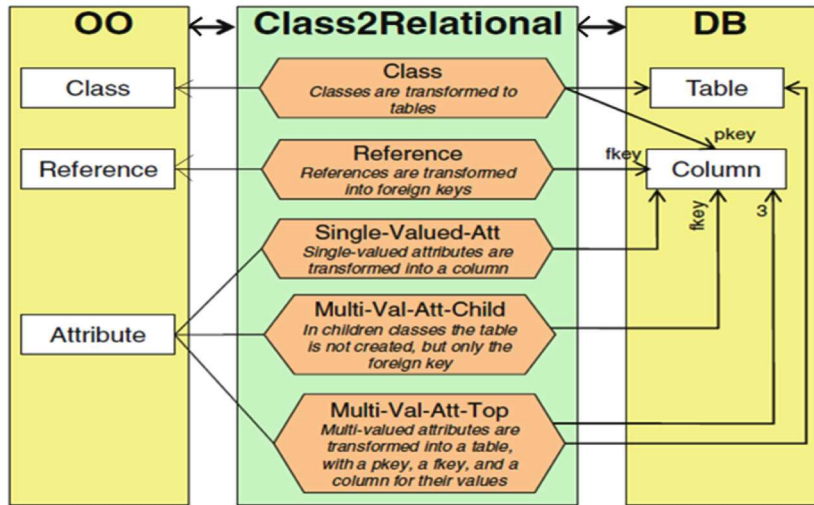 OO
Class2Relational
DB
Class
Class
Classes are transformed to
tables
Table
pkey
Reference
Reference
References are transformed
into foreign keys
fkey
Column
Single-Valued-Att
Single-valued attributes are
transformed into a column
fkey
3
Attribute
Multi-Val-Att-Child
In children classes the table
is not created, but only the
foreign key
Multi-Val-Att-Top
Multi-valued attributes are
transformed into a table,
with a pkey, a fkey, and a
column for their values